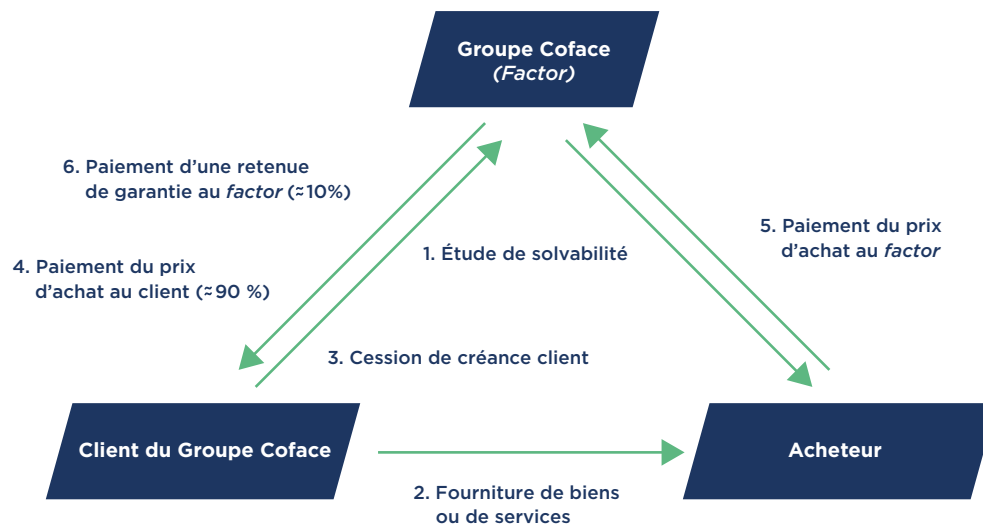 Groupe Coface
(Factor)
6. Paiement d'une retenue
de garantie au factor (≈10%)
5. Paiement du prix
d'achat au factor
1. Étude de solvabilité
4. Paiement du prix
d'achat au client (≈90 %)
3. Cession de créance client
Client du Groupe Coface
Acheteur
2. Fourniture de biens
ou de services